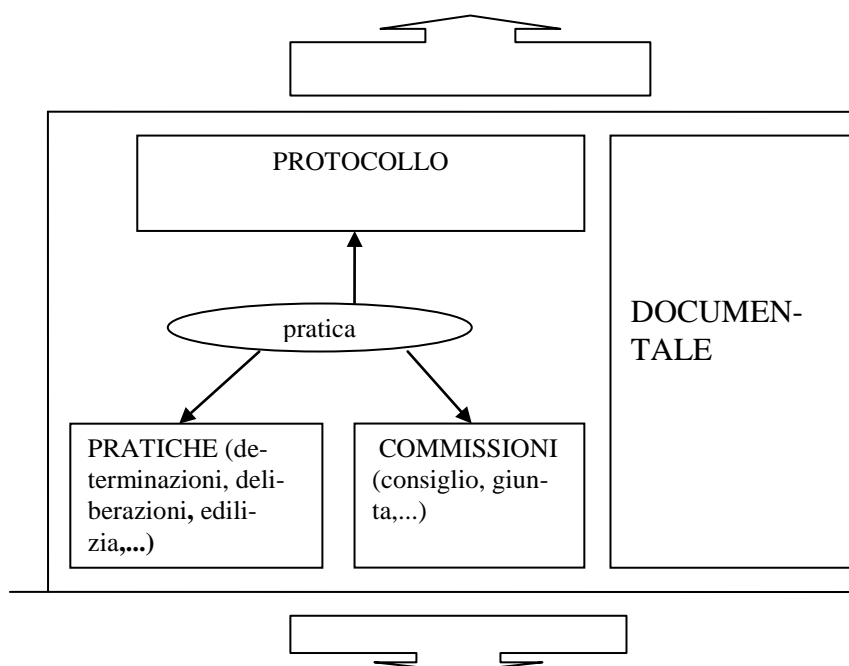 PROTOCOLLO
pratica
PRATICHE (de-
terminazioni, deli-
berazioni, edili-
zia,...)
COMMISSIONI
(consiglio, giun-
ta,...)
DOCUMEN-
TALE